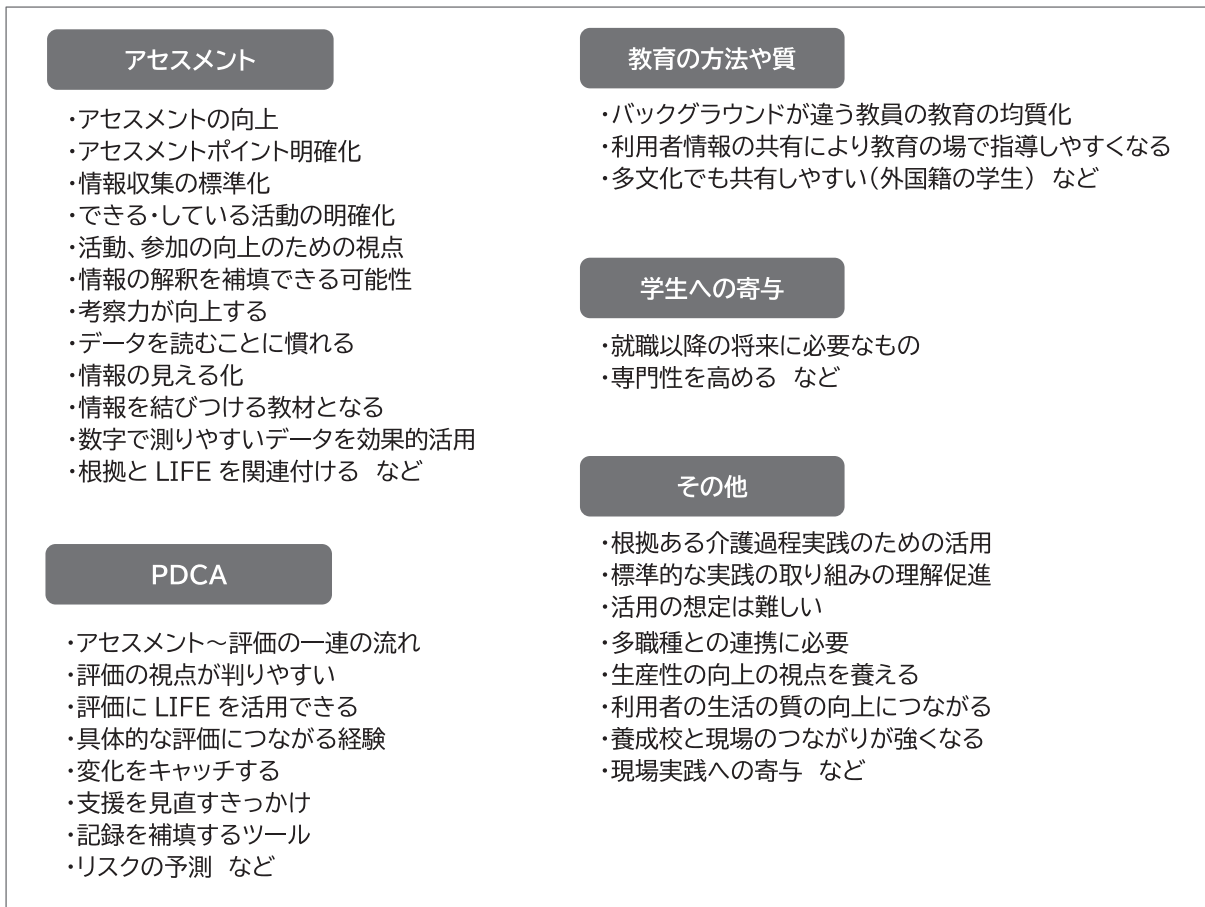 アセスメント
・アセスメントの向上
・アセスメントポイント明確化
・情報収集の標準化
・できる・している活動の明確化
・活動、参加の向上のための視点
・情報の解釈を補填できる可能性
・考察力が向上する
・データを読むことに慣れる
・情報の見える化
・情報を結びつける教材となる
・数字で測りやすいデータを効果的活用
・根拠と LIFE を関連付ける など
PDCA
・アセスメント～評価の一連の流れ
・評価の視点が判りやすい
・評価に LIFE を活用できる
・具体的な評価につながる経験
・変化をキャッチする
・支援を見直すきっかけ
・記録を補填するツール
・リスクの予測 など
教育の方法や質
・バックグラウンドが違う教員の教育の均質化
・利用者情報の共有により教育の場で指導しやすくなる
・多文化でも共有しやすい(外国籍の学生) など
学生への寄与
・就職以降の将来に必要なもの
・専門性を高める など
その他
・根拠ある介護過程実践のための活用
・標準的な実践の取り組みの理解促進
・活用の想定は難しい
・多職種との連携に必要
・生産性の向上の視点を養える
・利用者の生活の質の向上につながる
・養成校と現場のつながりが強くなる
・現場実践への寄与 など